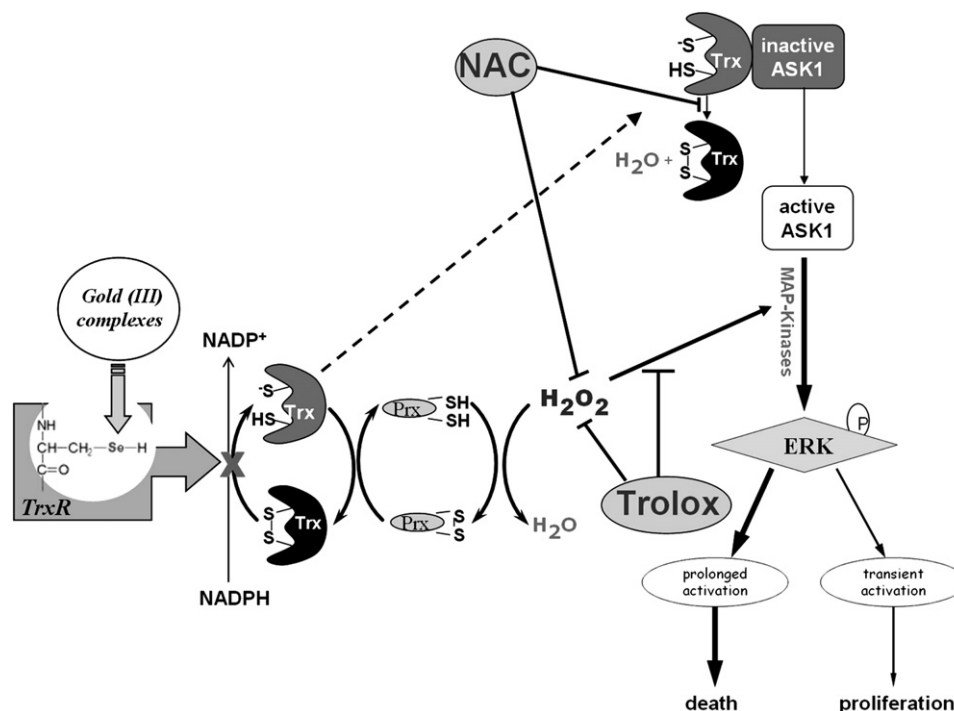 -S
HS
Trx
inactive
ASK1
NAC
H2O +
S
S
Trx
active
ASK1
MAP-Kinases
Gold (III)
complexes
NADP+
-S
HS
Trx
Prx
SH
SH
H2O2
P
ERK
NH
CH-CH2-Se-H
C=O
TrxR
X
Trolox
S
S
Trx
Prx
S
S
H2O
NADPH
prolonged
activation
transient
activation
death
proliferation